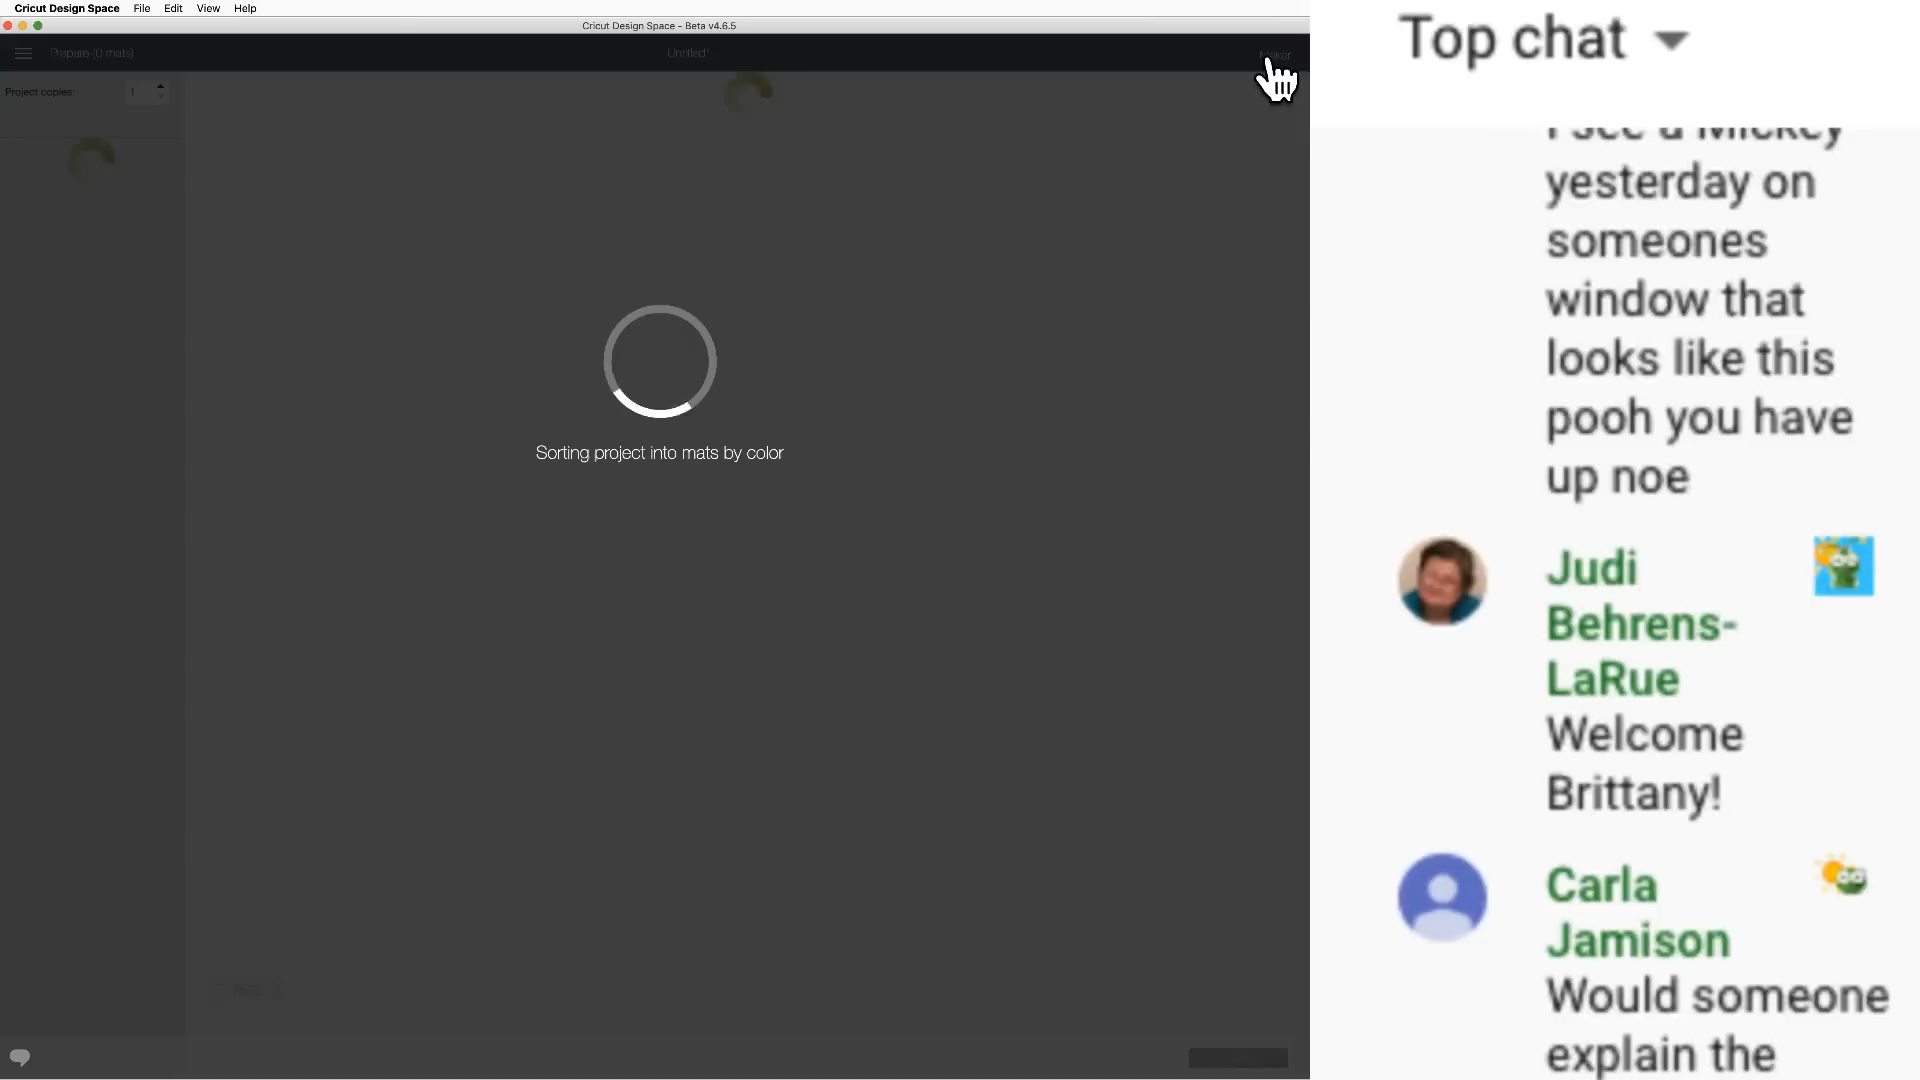 Cricut Design Space File Edit View Help
Cricut Design Space - Beta v4.6.5
Prepare (0 mats)
Untitled*
Maker
Project copies:
1
Sorting project into mats by color
75%
Top chat
I see a Mickey
yesterday on
someones
window that
looks like this
pooh you have
up noe
Judi
Behrens-
LaRue
Welcome
Brittany!
Carla
Jamison
Would someone
explain the